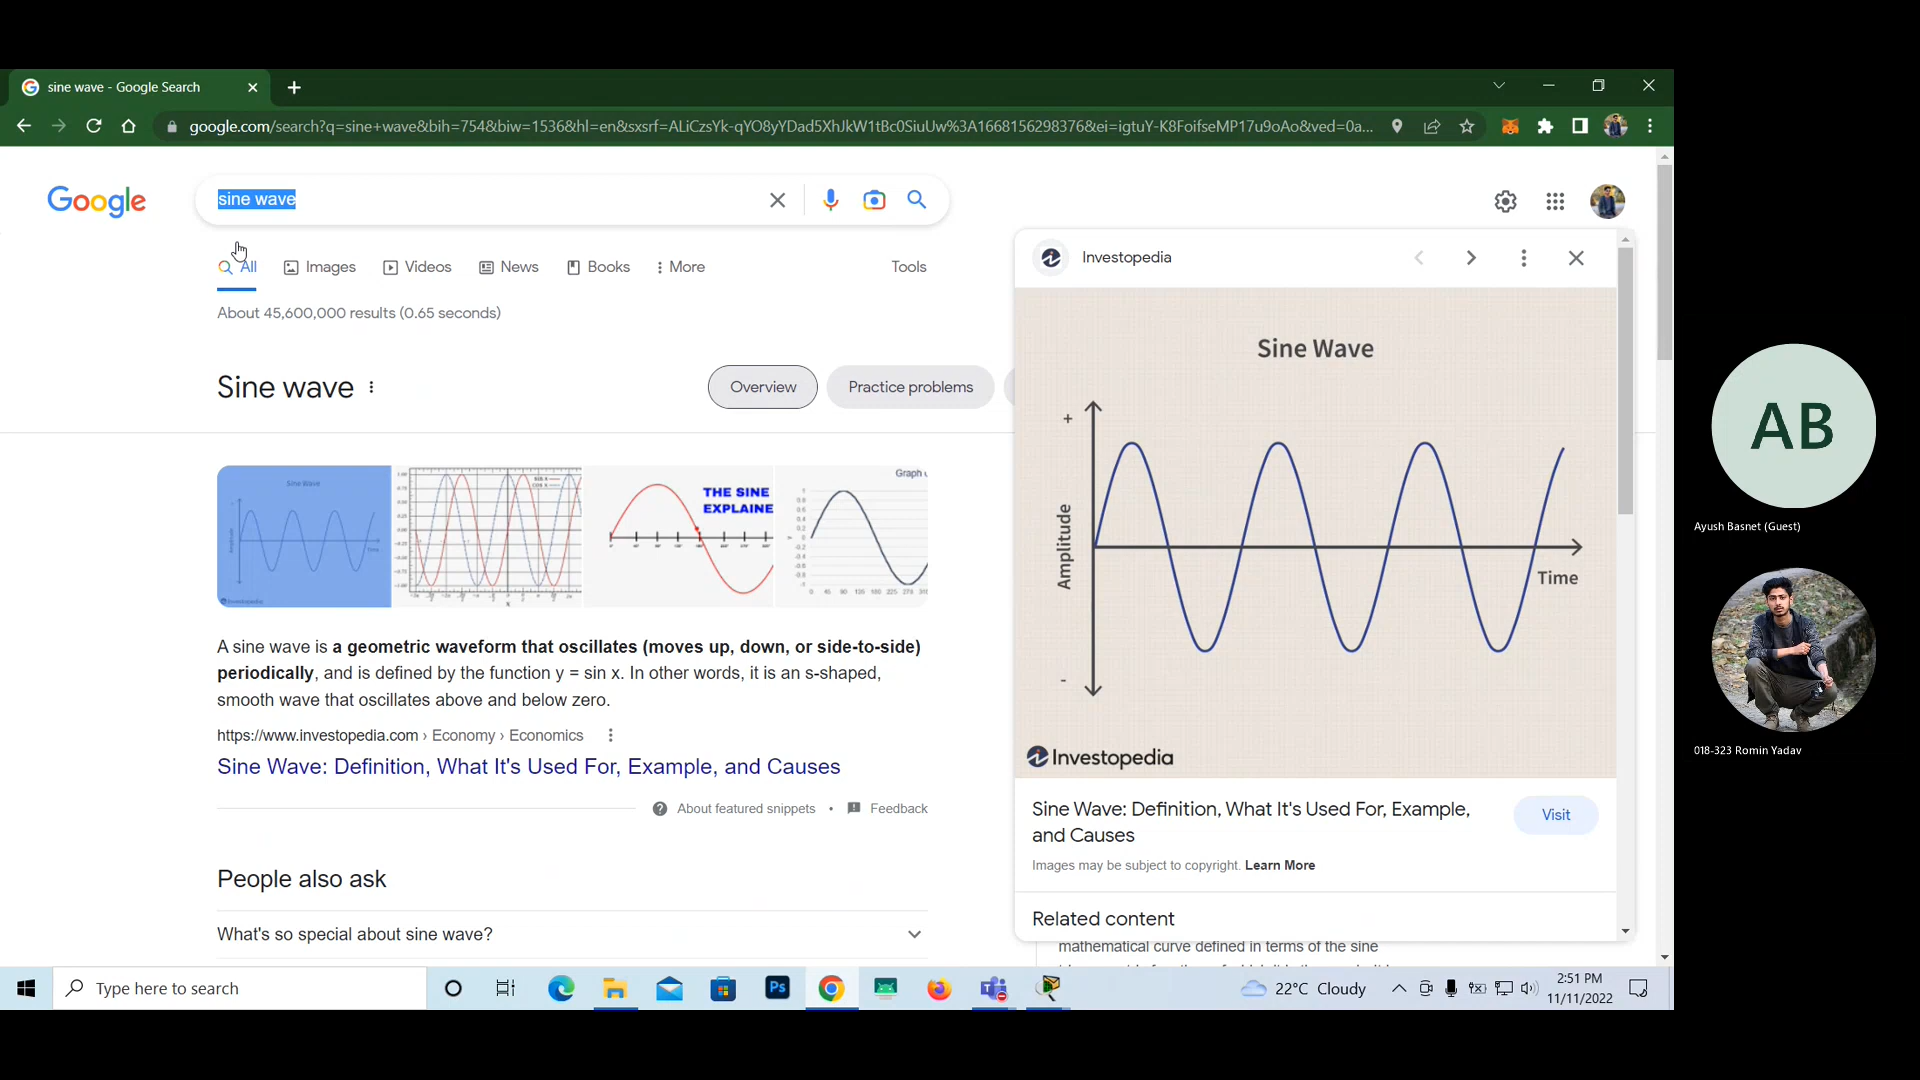 sine wave - Google Search
google.com/search?q=sine+wave&bih=754&biw=1536&hl=en&sxsrf=ALiCzsYk-qYO8yYDad5XhJkW1tBc0SiuUw%3A1668156298376&ei=igtuY-K8FoifseMP17u9oAo&ved=0a...
Google
sine wave
All
Images
Videos
News
Books
More
Tools
About 45,600,000 results (0.65 seconds)
Sine wave
Overview
Practice problems
THE SINE
EXPLAINE
Graph
A sine wave is a geometric waveform that oscillates (moves up, down, or side-to-side)
periodically, and is defined by the function y = sin x. In other words, it is an s-shaped,
smooth wave that oscillates above and below zero.
https://www.investopedia.com › Economy › Economics
Sine Wave: Definition, What It's Used For, Example, and Causes
About featured snippets • Feedback
People also ask
What's so special about sine wave?
Investopedia
Sine Wave
+
Amplitude
Time
-
Investopedia
Sine Wave: Definition, What It's Used For, Example,
and Causes
Visit
Images may be subject to copyright. Learn More
Related content
mathematical curve defined in terms of the sine
AB
Ayush Basnet (Guest)
018-323 Romin Yadav
Type here to search
Ps
22°C Cloudy
2:51 PM
11/11/2022